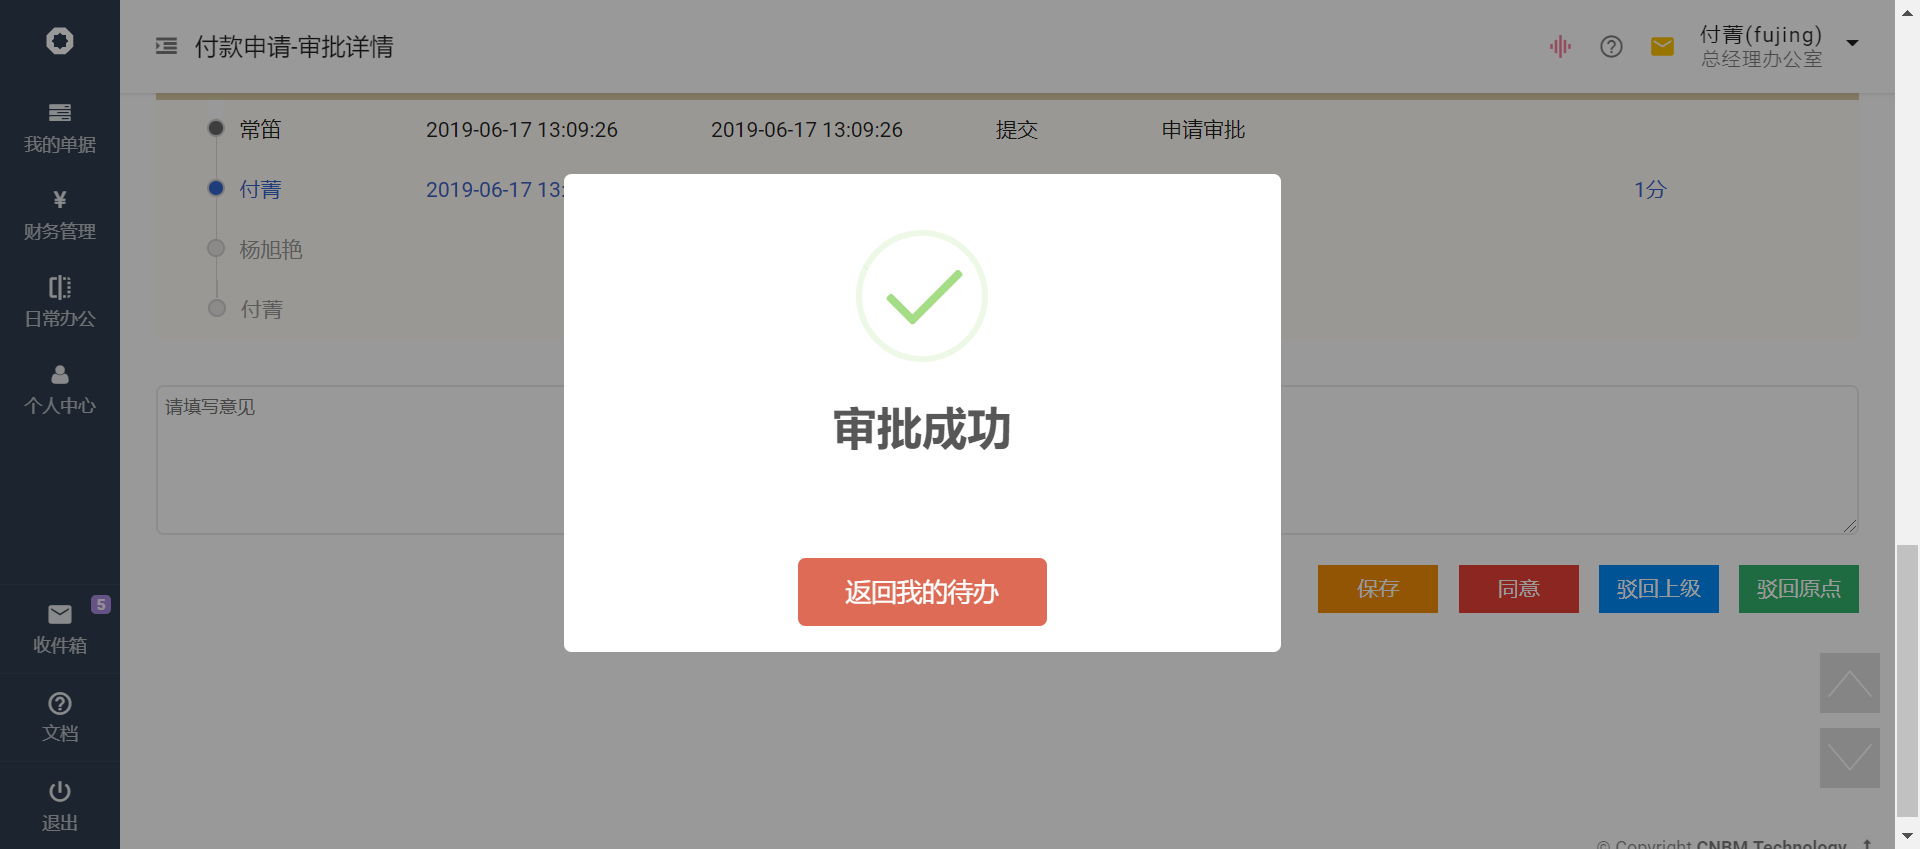 付款申请-审批详情
付菁(fujing)
总经理办公室
我的单据
¥
财务管理
日常办公
个人中心
5
收件箱
文档
退出
常笛 2019-06-17 13:09:26 2019-06-17 13:09:26 提交 申请审批
付菁 2019-06-17 13: 1分
杨旭艳
付菁
请填写意见
审批成功
返回我的待办
保存 同意 驳回上级 驳回原点
© Copyright CNBM Technology